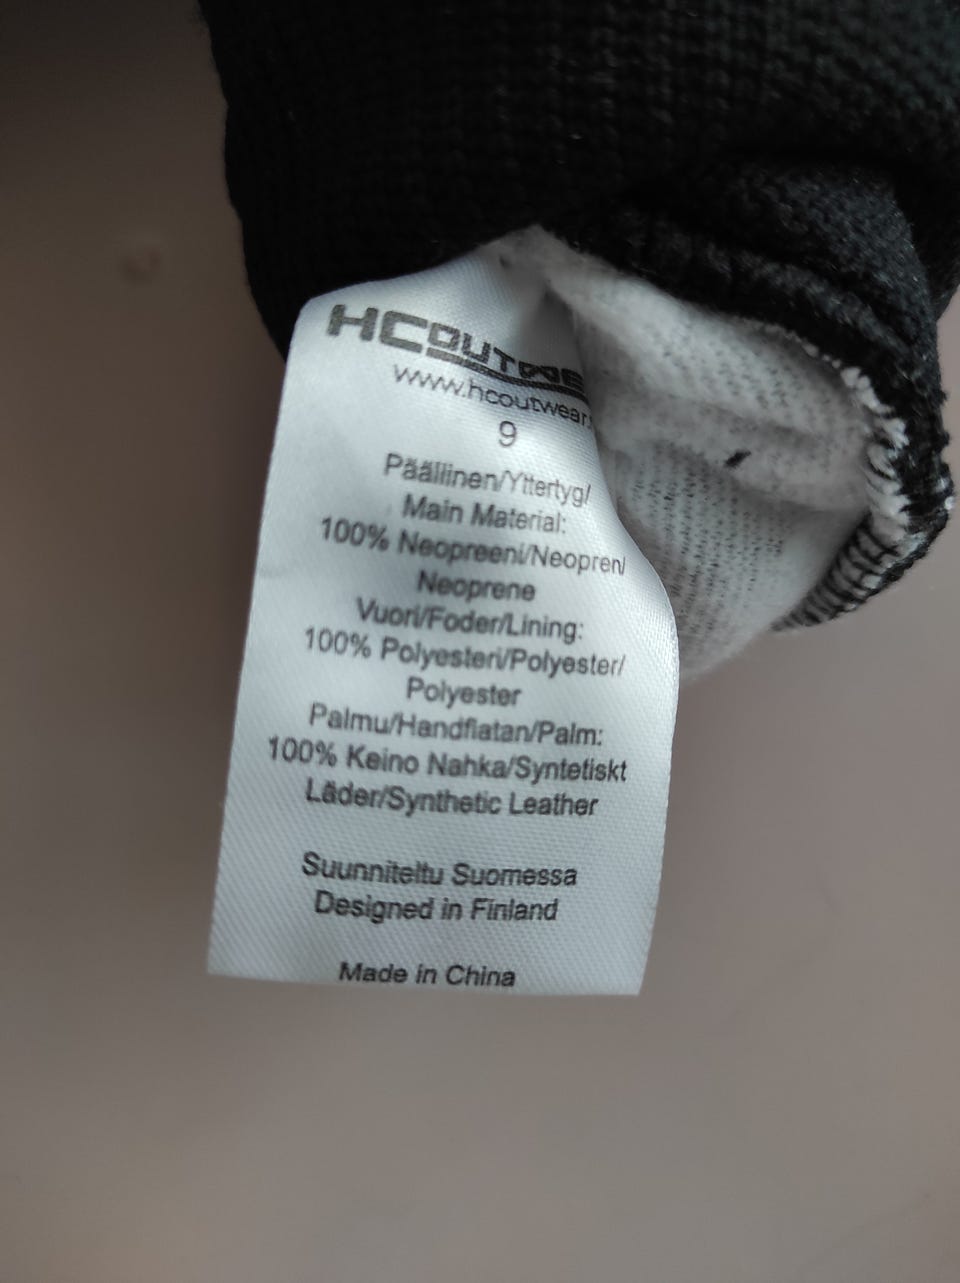 HCOUTWE
www.hcoutwear.
9
Päällinen/Yttertyg/
Main Material:
100% Neopreeni/Neopren/
Neoprene
Vuori/Foder/Lining:
100% Polyesteri/Polyester/
Polyester
Palmu/Handflatan/Palm:
100% Keino Nahka/Syntetiskt
Läder/Synthetic Leather
Suunniteltu Suomessa
Designed in Finland
Made in China